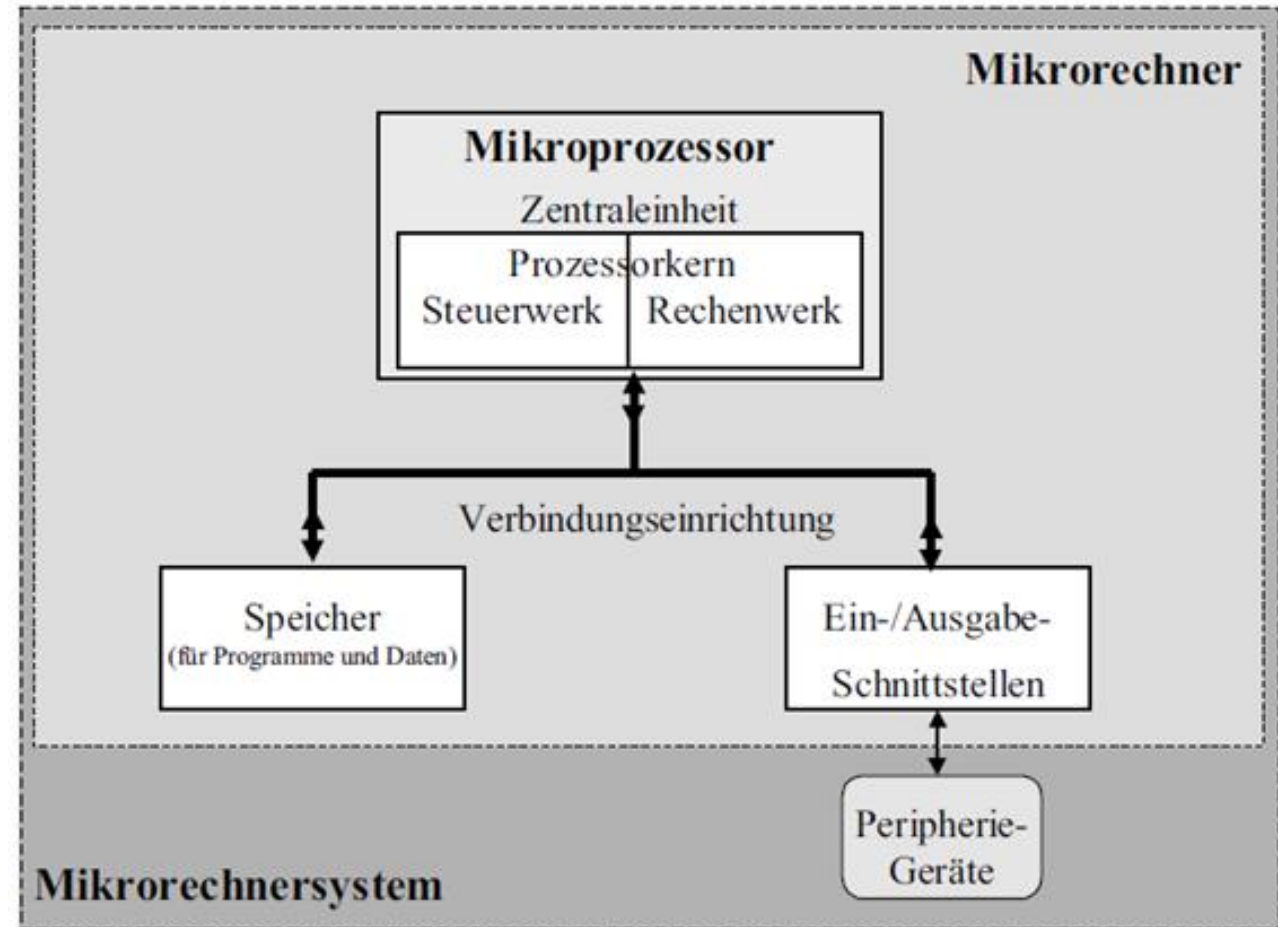 Mikrorechner
Mikroprozessor
Zentraleinheit
Prozessorkern
Steuerwerk
Rechenwerk
Verbindungseinrichtung
Speicher
(für Programme und Daten)
Ein-/Ausgabe-
Schnittstellen
Peripherie-
Geräte
Mikrorechnersystem